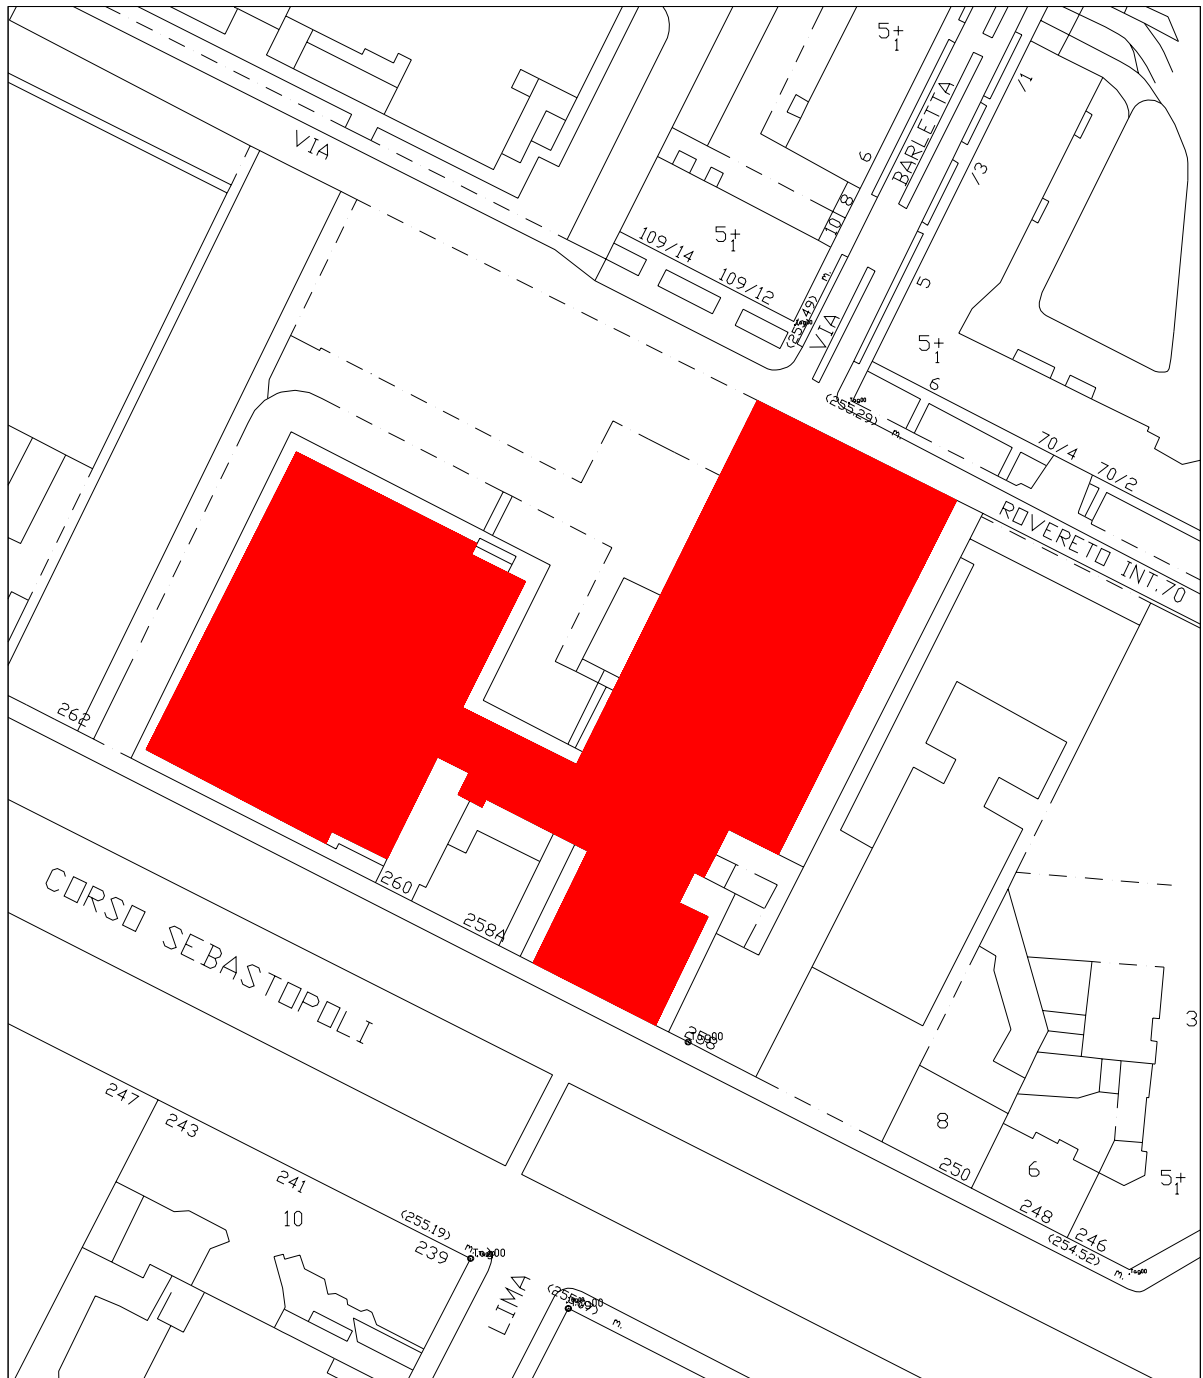 5+
1
VIA
BARLETTA
/1
6
/3
8
10
5+
1
109/14
109/12
(255.49) m.
VIA
5
5+
1
6
(255.29) m.
70/4
70/2
ROVERETO INT.70
262
260
258A
CORSO SEBASTOPOLI
258
3
8
6
5+
1
250
248
246
(254.52) m.
247
243
241
10
(255.19) m.
239
LIMA
m.